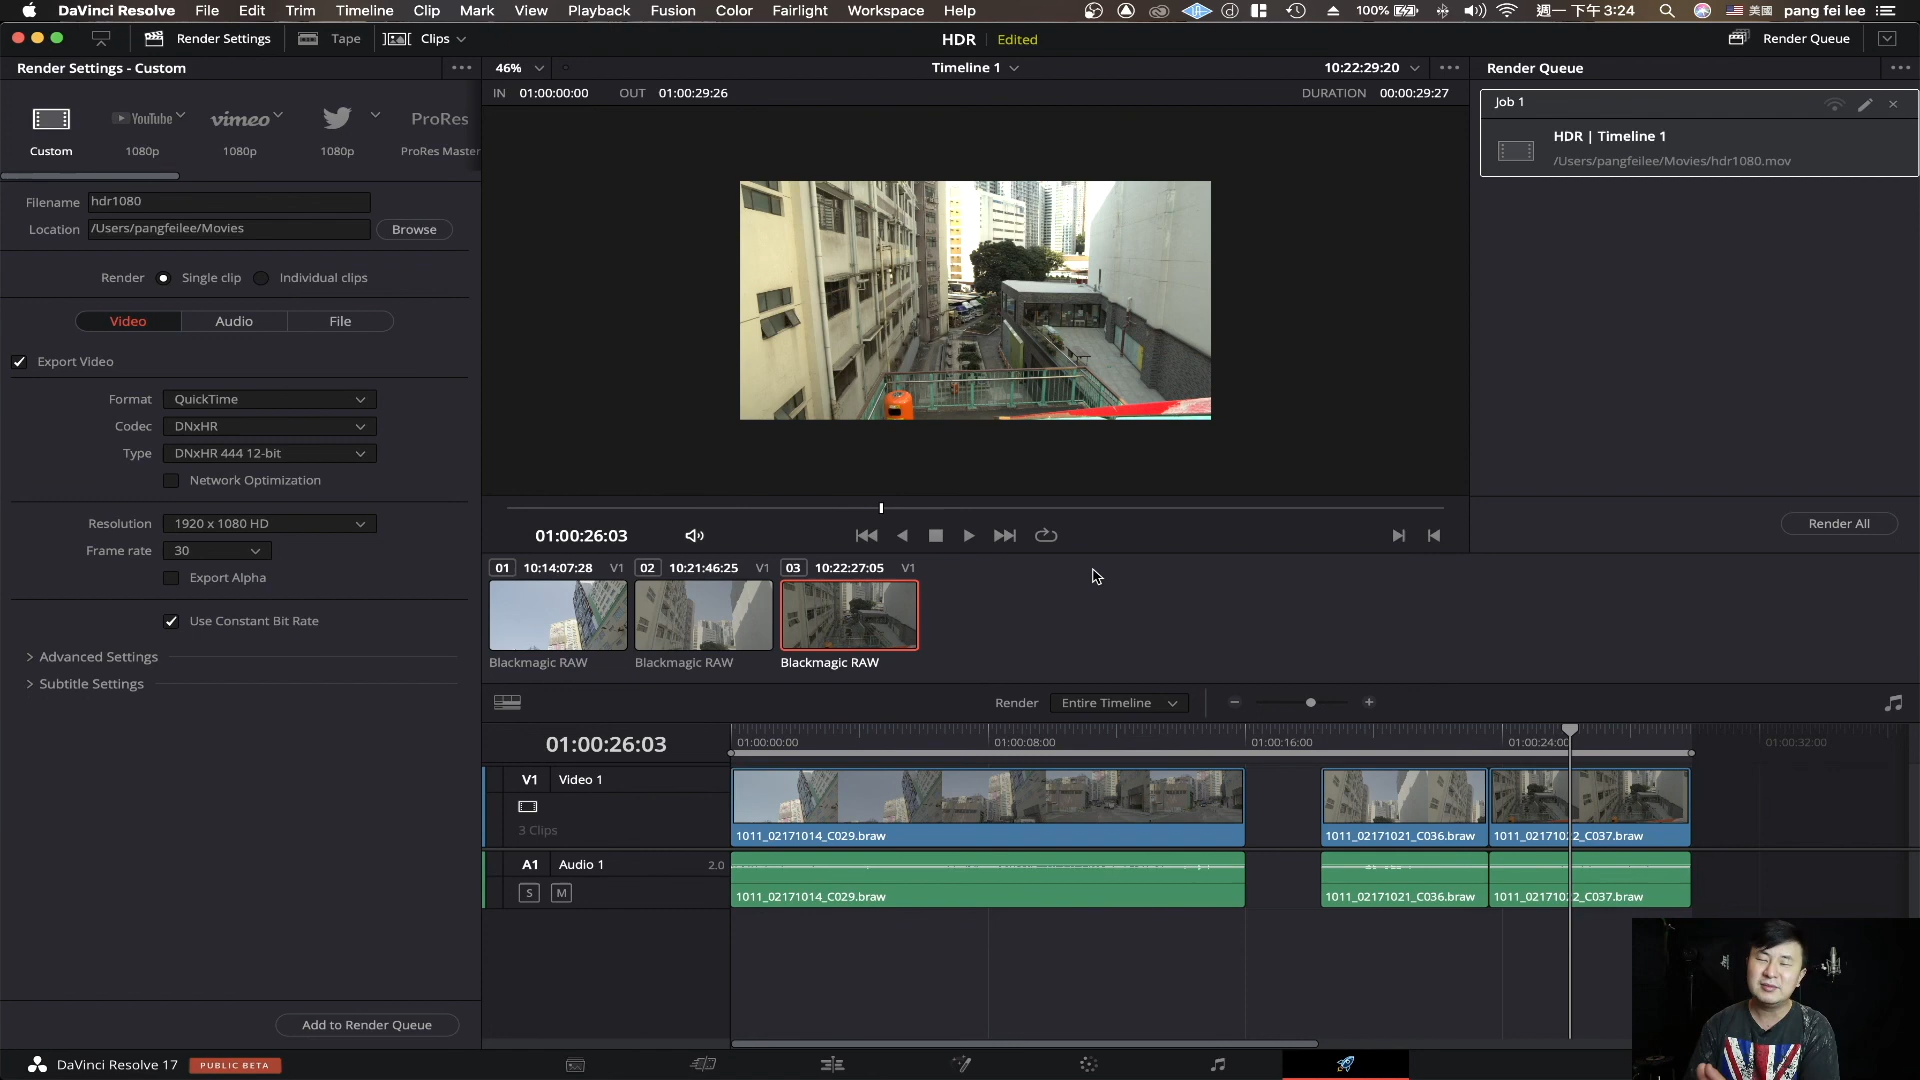 DaVinci Resolve File Edit Trim Timeline Clip Mark View Playback Fusion Color Fairlight Workspace Help 100% 週一 下午 3:24 美國 pang fei lee
Render Settings Tape Clips HDR Edited Render Queue
Render Settings - Custom 46% Timeline 1 10:22:29:20 Render Queue
IN 01:00:00:00 OUT 01:00:29:26 DURATION 00:00:29:27
Job 1
HDR | Timeline 1
/Users/pangfeilee/Movies/hdr1080.mov
YouTube vimeo ProRes
Custom 1080p 1080p 1080p ProRes Master
Filename hdr1080
Location /Users/pangfeilee/Movies Browse
Render Single clip Individual clips
Video Audio File
Export Video
Format QuickTime
Codec DNxHR
Type DNxHR 444 12-bit
Network Optimization
Resolution 1920 x 1080 HD
Frame rate 30
Export Alpha
Use Constant Bit Rate
Advanced Settings
Subtitle Settings
Add to Render Queue
Render All
01:00:26:03
01 10:14:07:28 V1 02 10:21:46:25 V1 03 10:22:27:05 V1
Blackmagic RAW Blackmagic RAW Blackmagic RAW
Render Entire Timeline
01:00:26:03 01:00:00:00 01:00:08:00 01:00:16:00 01:00:24:00 01:00:32:00
V1 Video 1
3 Clips
1011_02171014_C029.braw 1011_02171021_C036.braw 1011_02171022_C037.braw
A1 Audio 1 2.0
S M
1011_02171014_C029.braw 1011_02171021_C036.braw 1011_02171022_C037.braw
DaVinci Resolve 17 PUBLIC BETA